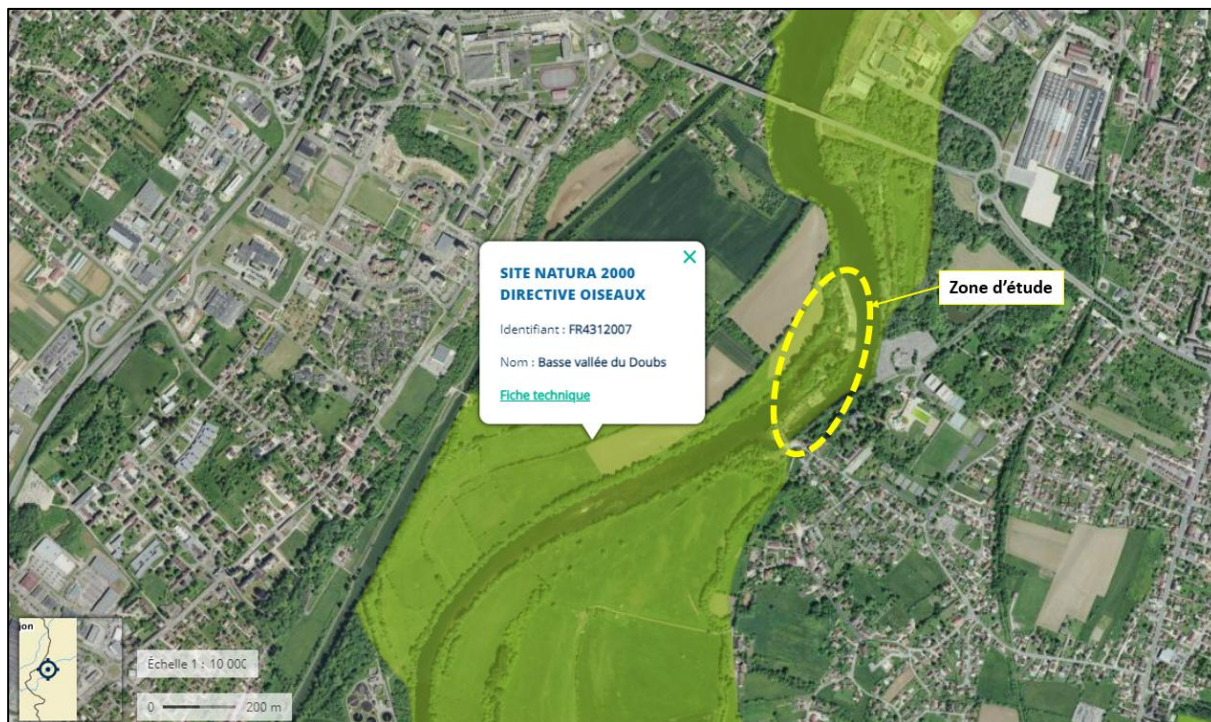 SITE NATURA 2000
DIRECTIVE OISEAUX
Identifiant : FR4312007
Nom : Basse vallée du Doubs
Fiche technique
Zone d'étude
jon
Échelle 1 : 10 000
0 200 m